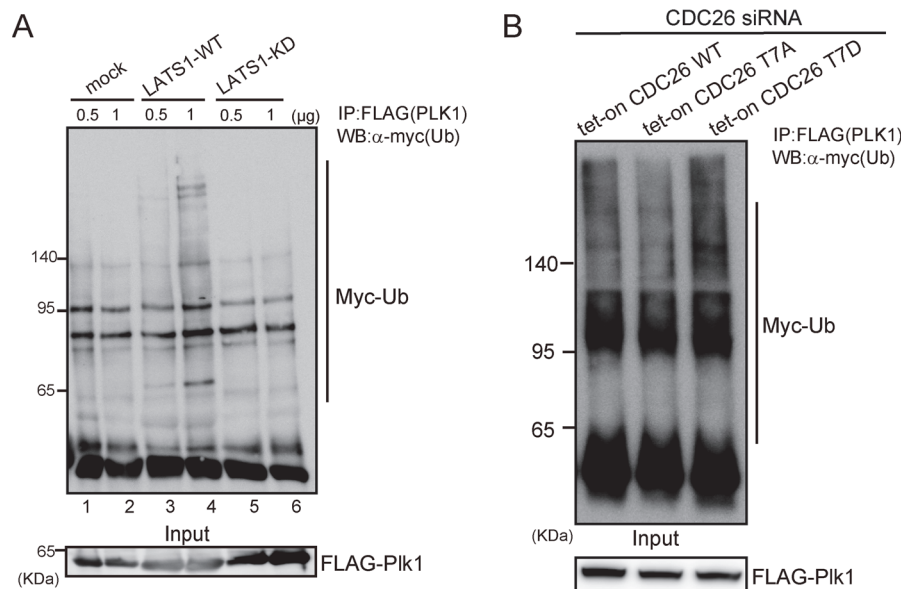 A
mock
LATS1-WT
LATS1-KD
0.5 1 0.5 1 0.5 1 (μg)
IP:FLAG(PLK1)
WB:α-myc(Ub)
140
95
65
Myc-Ub
1 2 3 4 5 6
Input
65
(KDa)
FLAG-Plk1
B
CDC26 siRNA
tet-on CDC26 WT
tet-on CDC26 T7A
tet-on CDC26 T7D
IP:FLAG(PLK1)
WB:α-myc(Ub)
140
95
65
Myc-Ub
(KDa)
Input
FLAG-Plk1